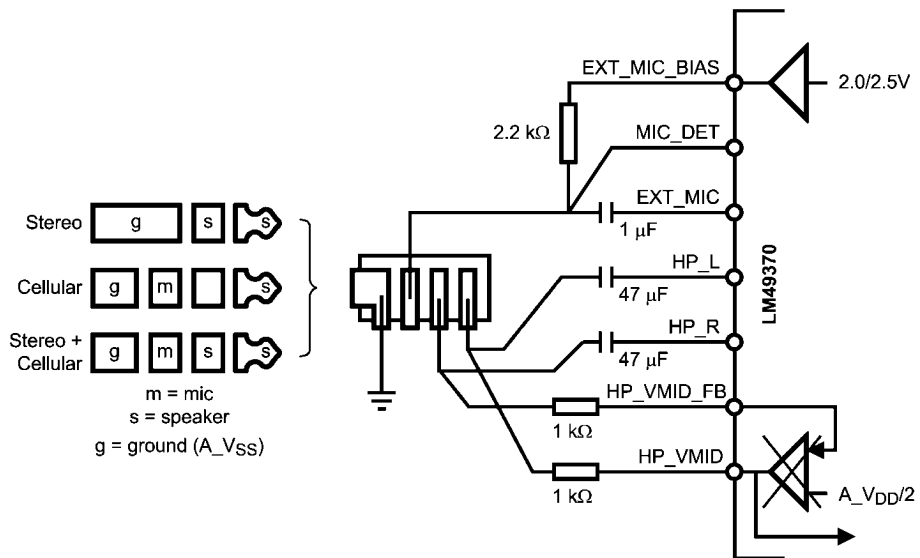 EXT_MIC_BIAS
2.0/2.5V
2.2 kΩ
MIC_DET
EXT_MIC
1 μF
Stereo
g
s
s
HP_L
47 μF
LM49370
Cellular
g
m
s
HP_R
47 μF
Stereo +
Cellular
g
m
s
s
m = mic
s = speaker
g = ground (A_VSS)
HP_VMID_FB
1 kΩ
HP_VMID
1 kΩ
A_VDD/2